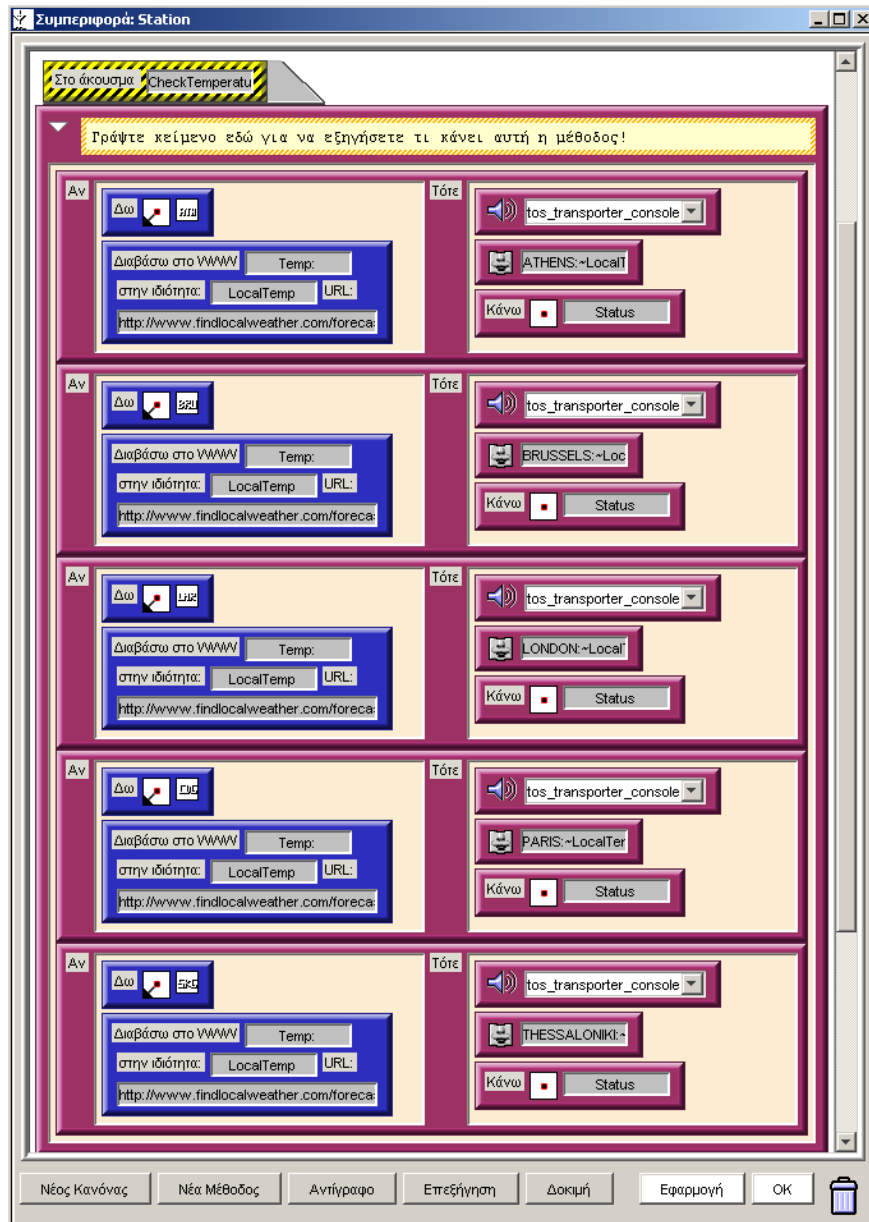 Συμπεριφορά: Station
Στο άκουσμα CheckTemperatu
Γράψτε κείμενο εδώ για να εξηγήσετε τι κάνει αυτή η μέθοδος!
Αν
Δω
Διαβάσω στο WWW Temp:
στην ιδιότητα: LocalTemp URL:
http://www.findlocalweather.com/foreca
Τότε
tos_transporter_console
ATHENS:~LocalT
Κάνω Status
Αν
Δω BRU
Διαβάσω στο WWW Temp:
στην ιδιότητα: LocalTemp URL:
http://www.findlocalweather.com/foreca
Τότε
tos_transporter_console
BRUSSELS:~Loc
Κάνω Status
Αν
Δω LHR
Διαβάσω στο WWW Temp:
στην ιδιότητα: LocalTemp URL:
http://www.findlocalweather.com/foreca
Τότε
tos_transporter_console
LONDON:~Local
Κάνω Status
Αν
Δω CDG
Διαβάσω στο WWW Temp:
στην ιδιότητα: LocalTemp URL:
http://www.findlocalweather.com/foreca
Τότε
tos_transporter_console
PARIS:~LocalTer
Κάνω Status
Αν
Δω SKG
Διαβάσω στο WWW Temp:
στην ιδιότητα: LocalTemp URL:
http://www.findlocalweather.com/foreca
Τότε
tos_transporter_console
THESSALONIKI:~
Κάνω Status
Νέος Κανόνας Νέα Μέθοδος Αντίγραφο Επεξήγηση Δοκιμή Εφαρμογή OK